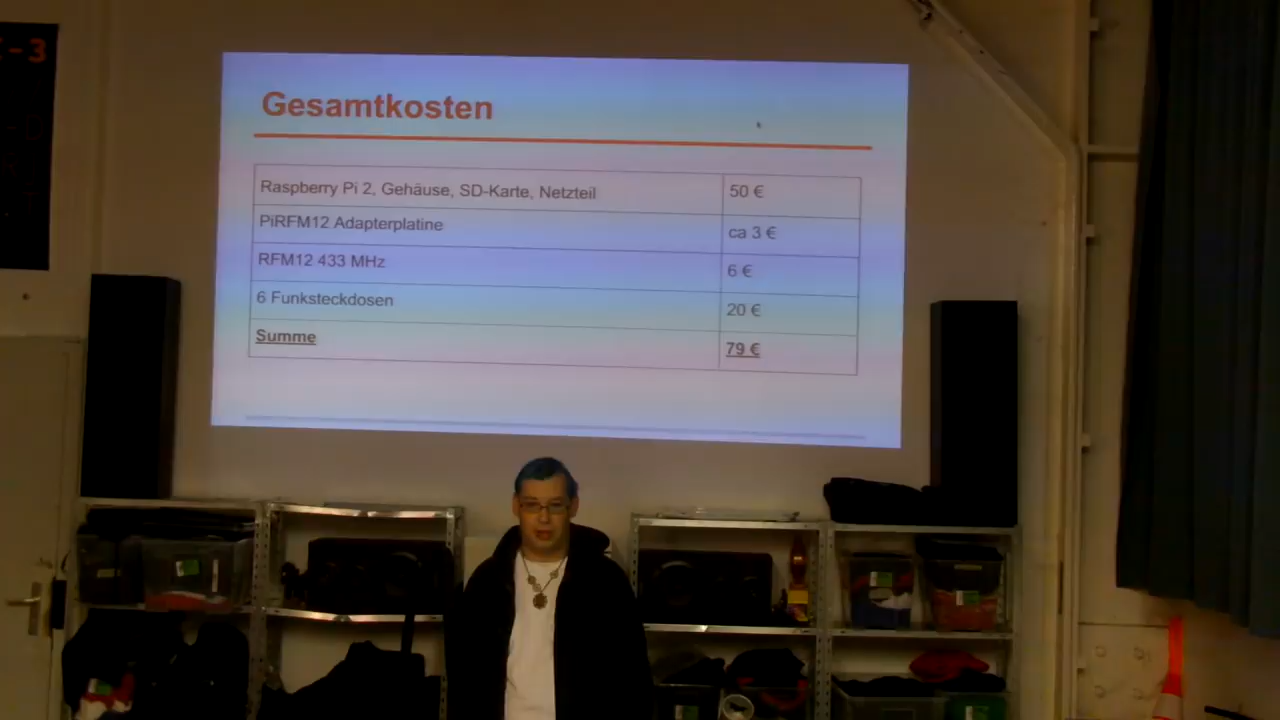 Gesamtkosten
Raspberry Pi 2, Gehäuse, SD-Karte, Netzteil 50 €
PiRFM12 Adapterplatine ca 3 €
RFM12 433 MHz 6 €
6 Funksteckdosen 20 €
Summe 79 €